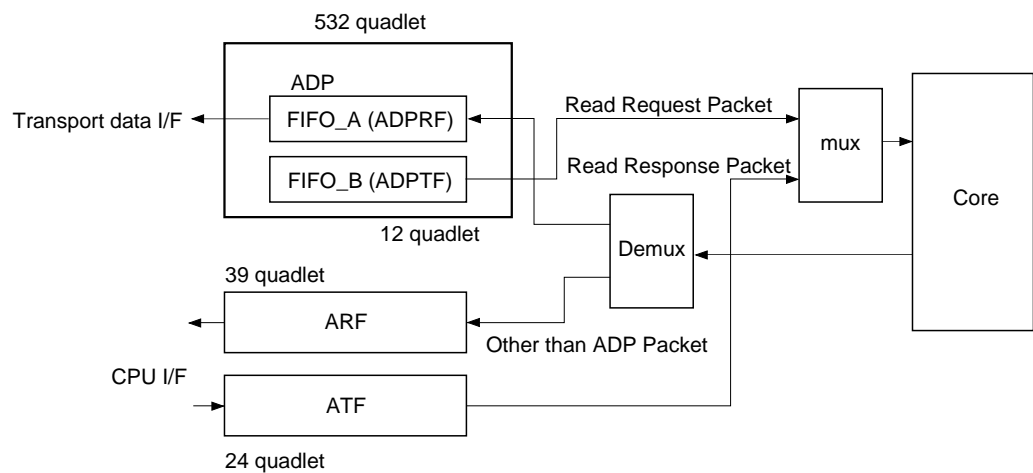 532 quadlet
ADP
Transport data I/F
FIFO_A (ADPRF)
Read Request Packet
mux
FIFO_B (ADPTF)
Read Response Packet
Core
12 quadlet
Demux
39 quadlet
ARF
Other than ADP Packet
CPU I/F
ATF
24 quadlet